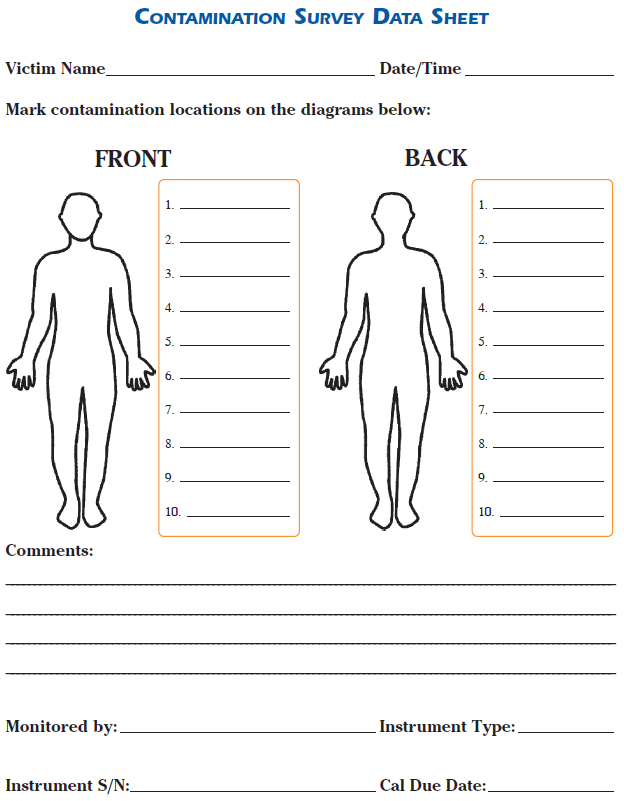 CONTAMINATION SURVEY DATA SHEET
Victim Name Date/Time
Mark contamination locations on the diagrams below:
FRONT BACK
1.
2.
3.
4.
5.
6.
7.
8.
9.
10.
1.
2.
3.
4.
5.
6.
7.
8.
9.
10.
Comments:
Monitored by: Instrument Type:
Instrument S/N: Cal Due Date: